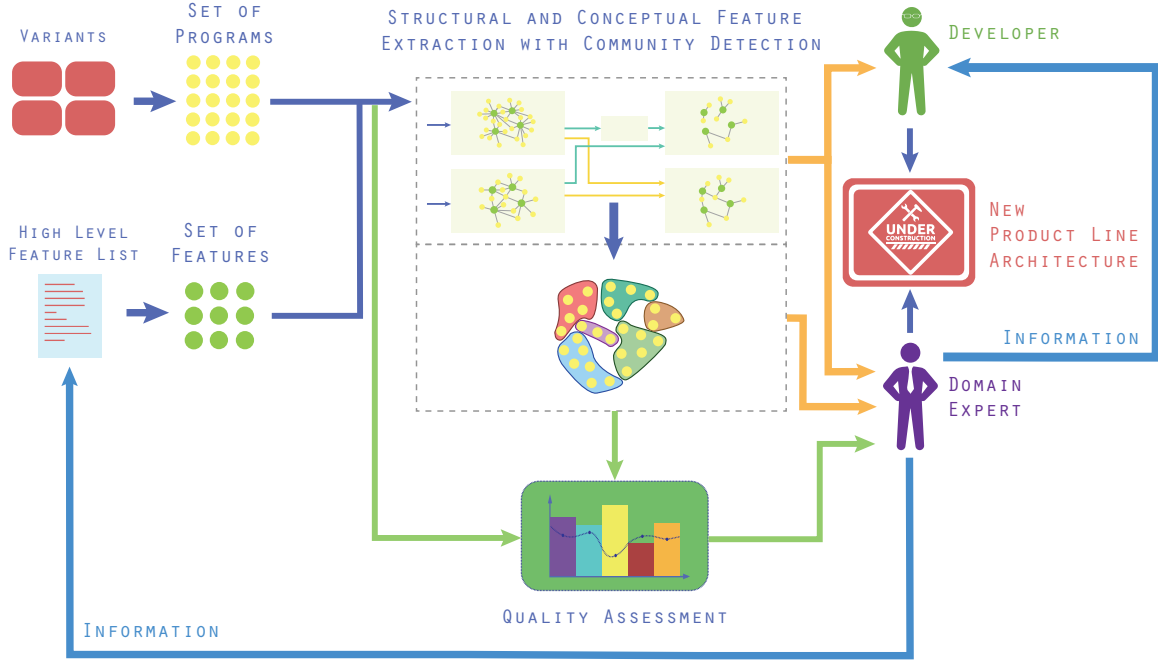 Variants
Set of
Programs
Structural and Conceptual Feature
Extraction with Community Detection
Developer
High Level
Feature List
Set of
Features
UNDER
CONSTRUCTION
New
Product Line
Architecture
Information
Domain
Expert
Quality Assessment
Information